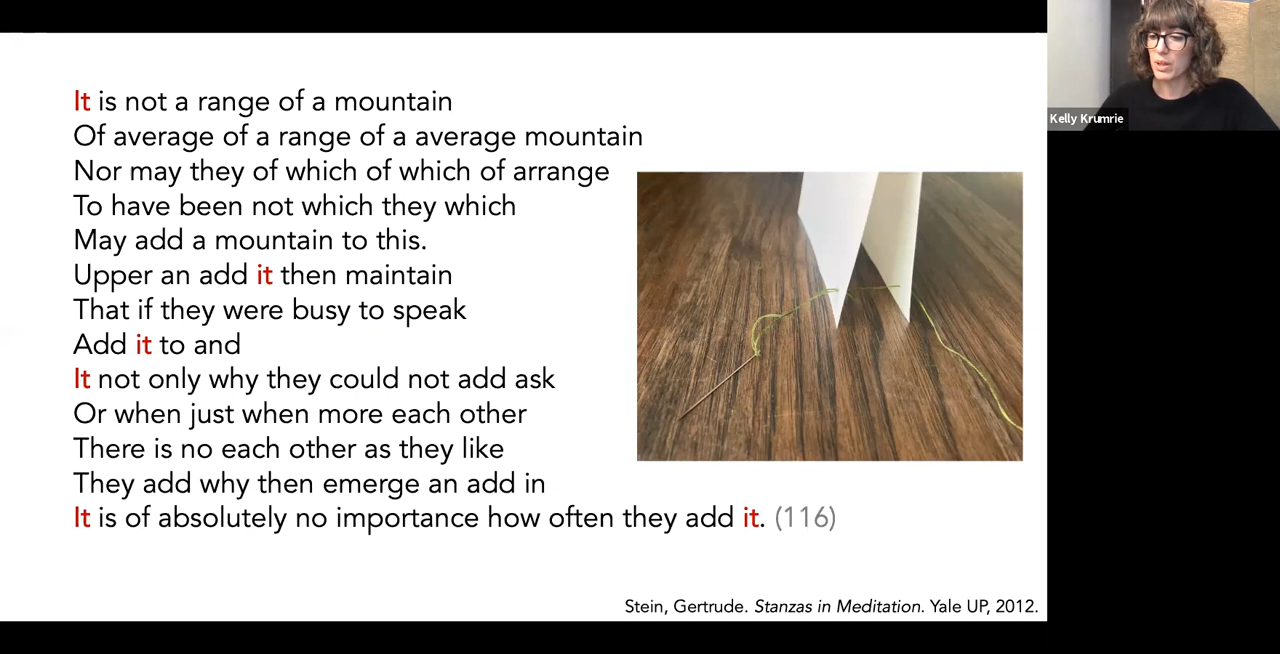 It is not a range of a mountain
Of average of a range of a average mountain
Nor may they of which of which of arrange
To have been not which they which
May add a mountain to this.
Upper an add it then maintain
That if they were busy to speak
Add it to and
It not only why they could not add ask
Or when just when more each other
There is no each other as they like
They add why then emerge an add in
It is of absolutely no importance how often they add it. (116)
Stein, Gertrude. Stanzas in Meditation. Yale UP, 2012.
Kelly Krumrie